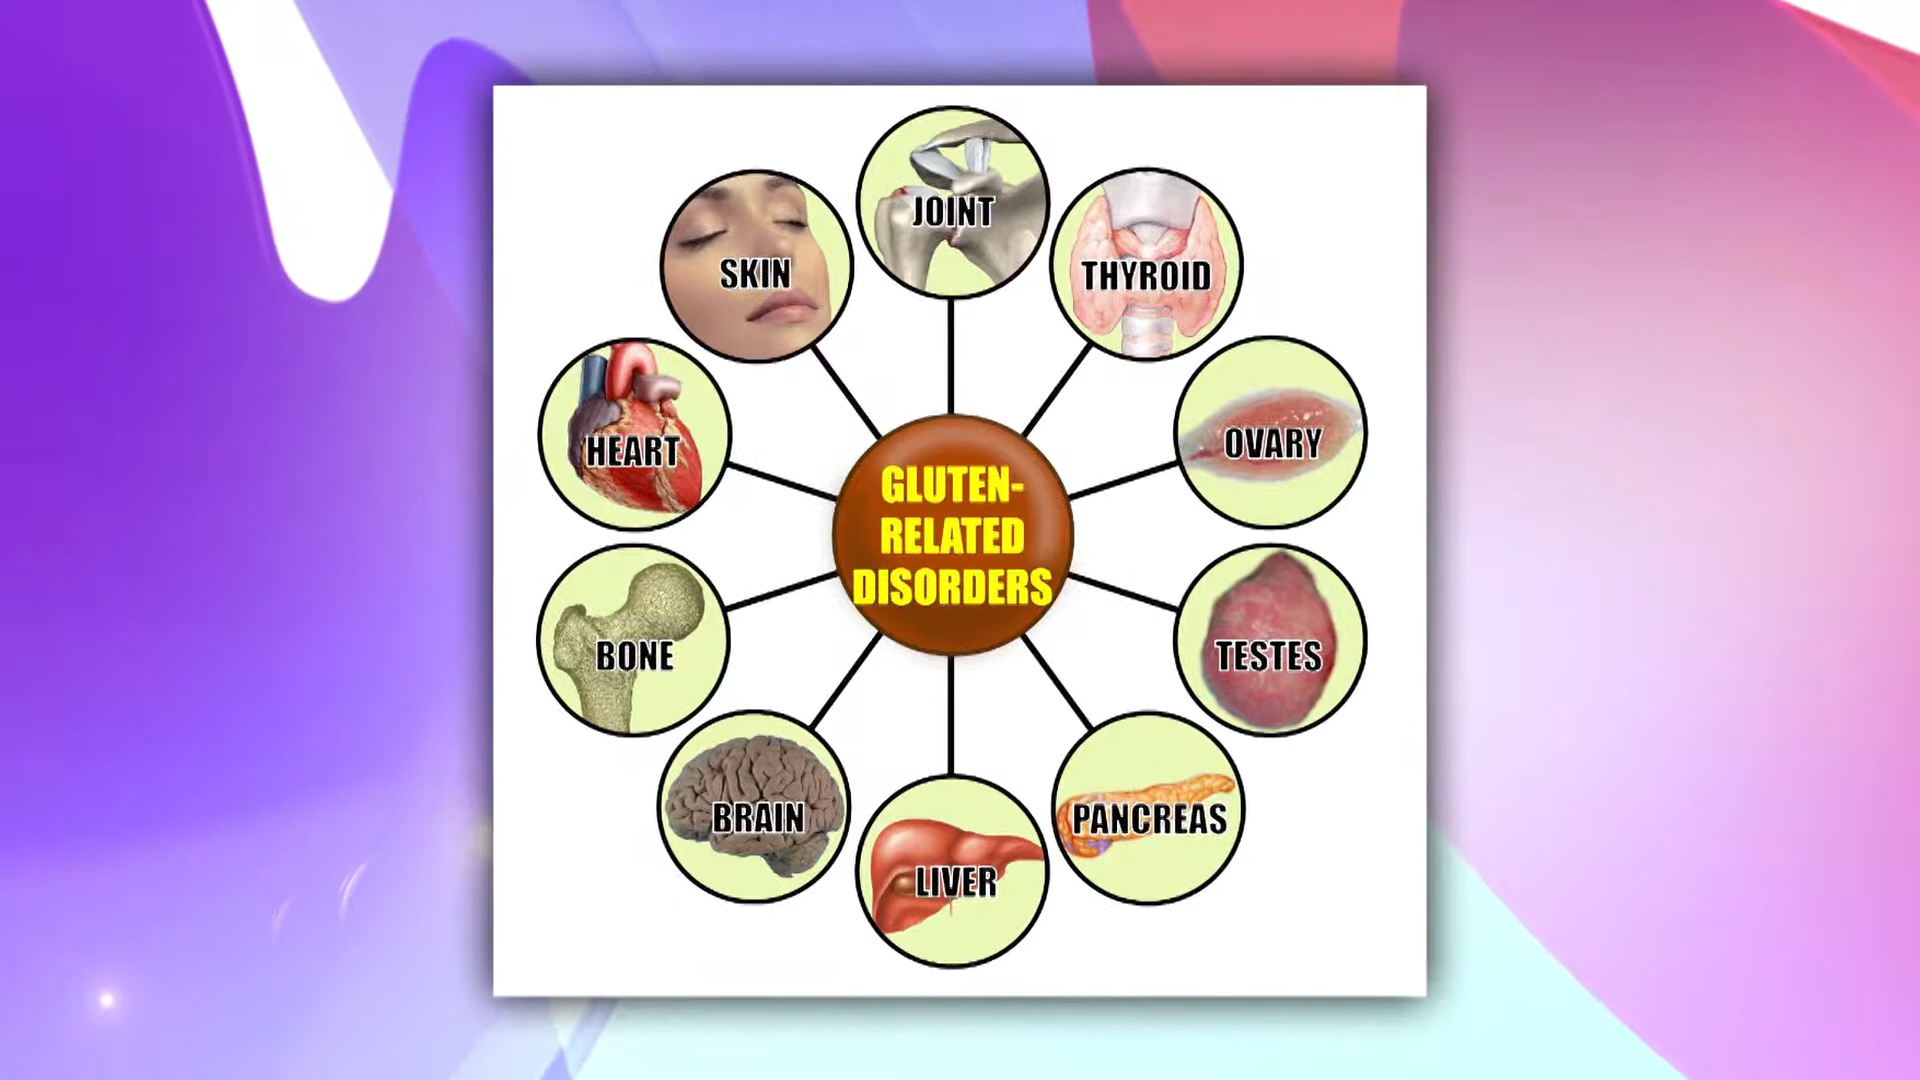 JOINT
SKIN
THYROID
HEART
OVARY
GLUTEN-
RELATED
DISORDERS
BONE
TESTES
BRAIN
PANCREAS
LIVER